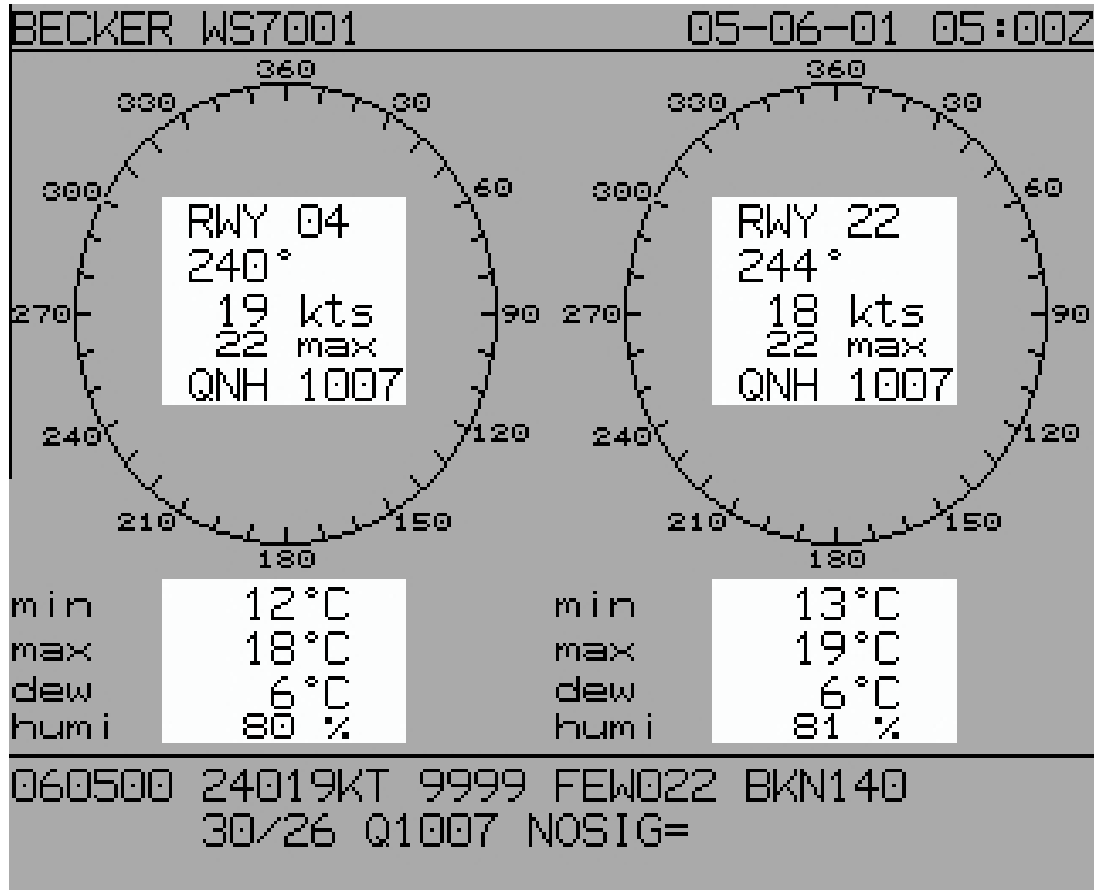 BECKER WS7001 05-06-01 05:00Z
360 360
330 30 330 30
300 60 300 60
RWY 04 RWY 22
240° 244°
270 19 kts 90 270 18 kts 90
22 max 22 max
QNH 1007 QNH 1007
240 120 240 120
210 150 210 150
180 180
min 12°C min 13°C
max 18°C max 19°C
dew 6°C dew 6°C
humi 80 % humi 81 %
060500 24019KT 9999 FEW022 BKN140
30/26 Q1007 NOSIG=